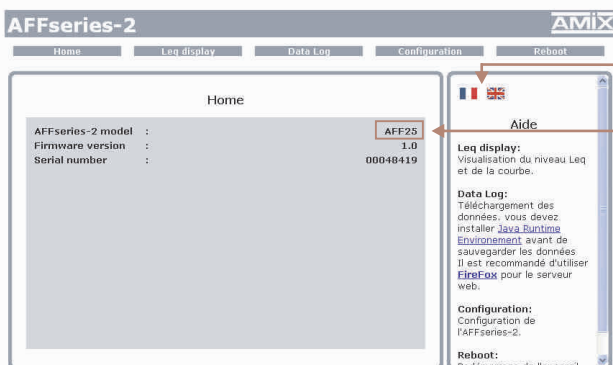 AFFseries-2
AMIX
Home
Leq display
Data Log
Configuration
Reboot
Home
AFFseries-2 model : AFF25
Firmware version : 1.0
Serial number : 00048419
Aide
Leq display:
Visualisation du niveau Leq
et de la courbe.
Data Log:
Téléchargement des
données. vous devez
installer Java Runtime
Environement avant de
sauvegarder les données
Il est recommandé d'utiliser
FireFox pour le serveur
web.
Configuration:
Configuration de
l'AFFseries-2.
Reboot: